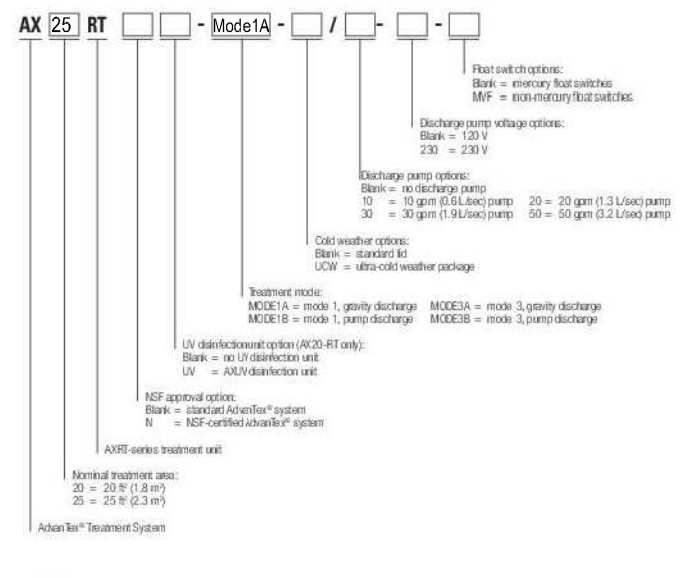 AX 25 RT - Mode1A - / - -
Float switch options:
Blank = mercury float switches
MVF = non-mercury float switches
Discharge pump voltage options:
Blank = 120 V
230 = 230 V
Discharge pump options:
Blank = no discharge pump
10 = 10 gpm (0.6 L/sec) pump 20 = 20 gpm (1.3 L/sec) pump
30 = 30 gpm (1.9 L/sec) pump 50 = 50 gpm (3.2 L/sec) pump
Cold weather options:
Blank = standard lid
UCW = ultra-cold weather package
Treatment mode:
MODE1A = mode 1, gravity discharge MODE3A = mode 3, gravity discharge
MODE1B = mode 1, pump discharge MODE3B = mode 3, pump discharge
UV disinfection unit option (AX20-RT only):
Blank = no UV disinfection unit
UV = AXUV disinfection unit
NSF approval option:
Blank = standard AdvanTex® system
N = NSF-certified AdvanTex® system
AXRT-series treatment unit
Nominal treatment area:
20 = 20 ft² (1.8 m²)
25 = 25 ft² (2.3 m²)
AdvanTex® Treatment System